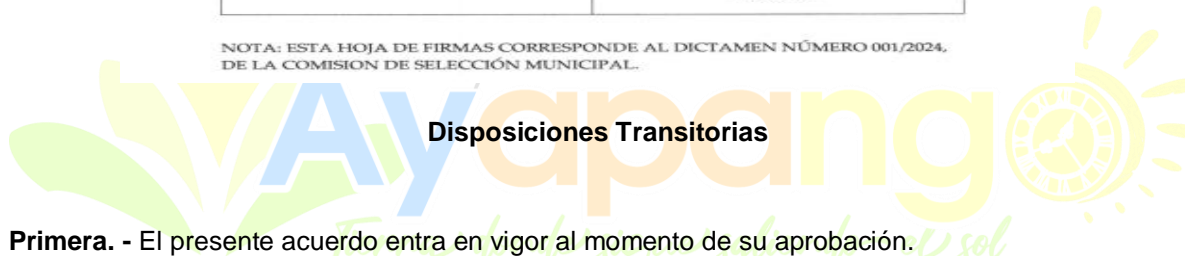 NOTA: ESTA HOJA DE FIRMAS CORRESPONDE AL DICTAMEN NÚMERO 001/2024,
DE LA COMISION DE SELECCIÓN MUNICIPAL.
Ayapango
Disposiciones Transitorias
Primera. - El presente acuerdo entra en vigor al momento de su aprobación.
sol